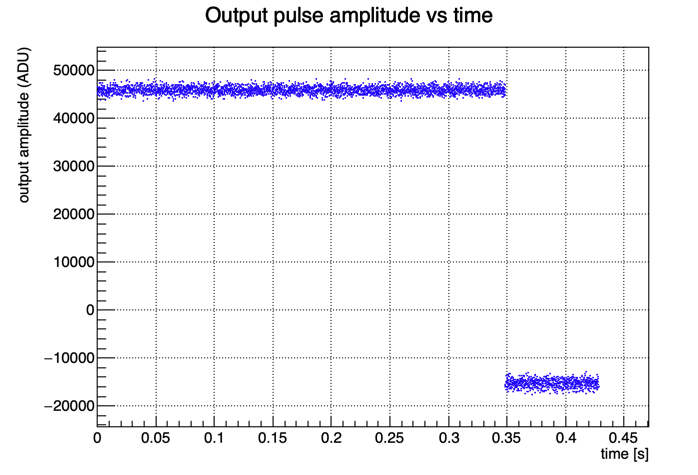 Output pulse amplitude vs time
output amplitude (ADU)
50000
40000
30000
20000
10000
0
−10000
−20000
0 0.05 0.1 0.15 0.2 0.25 0.3 0.35 0.4 0.45
time [s]